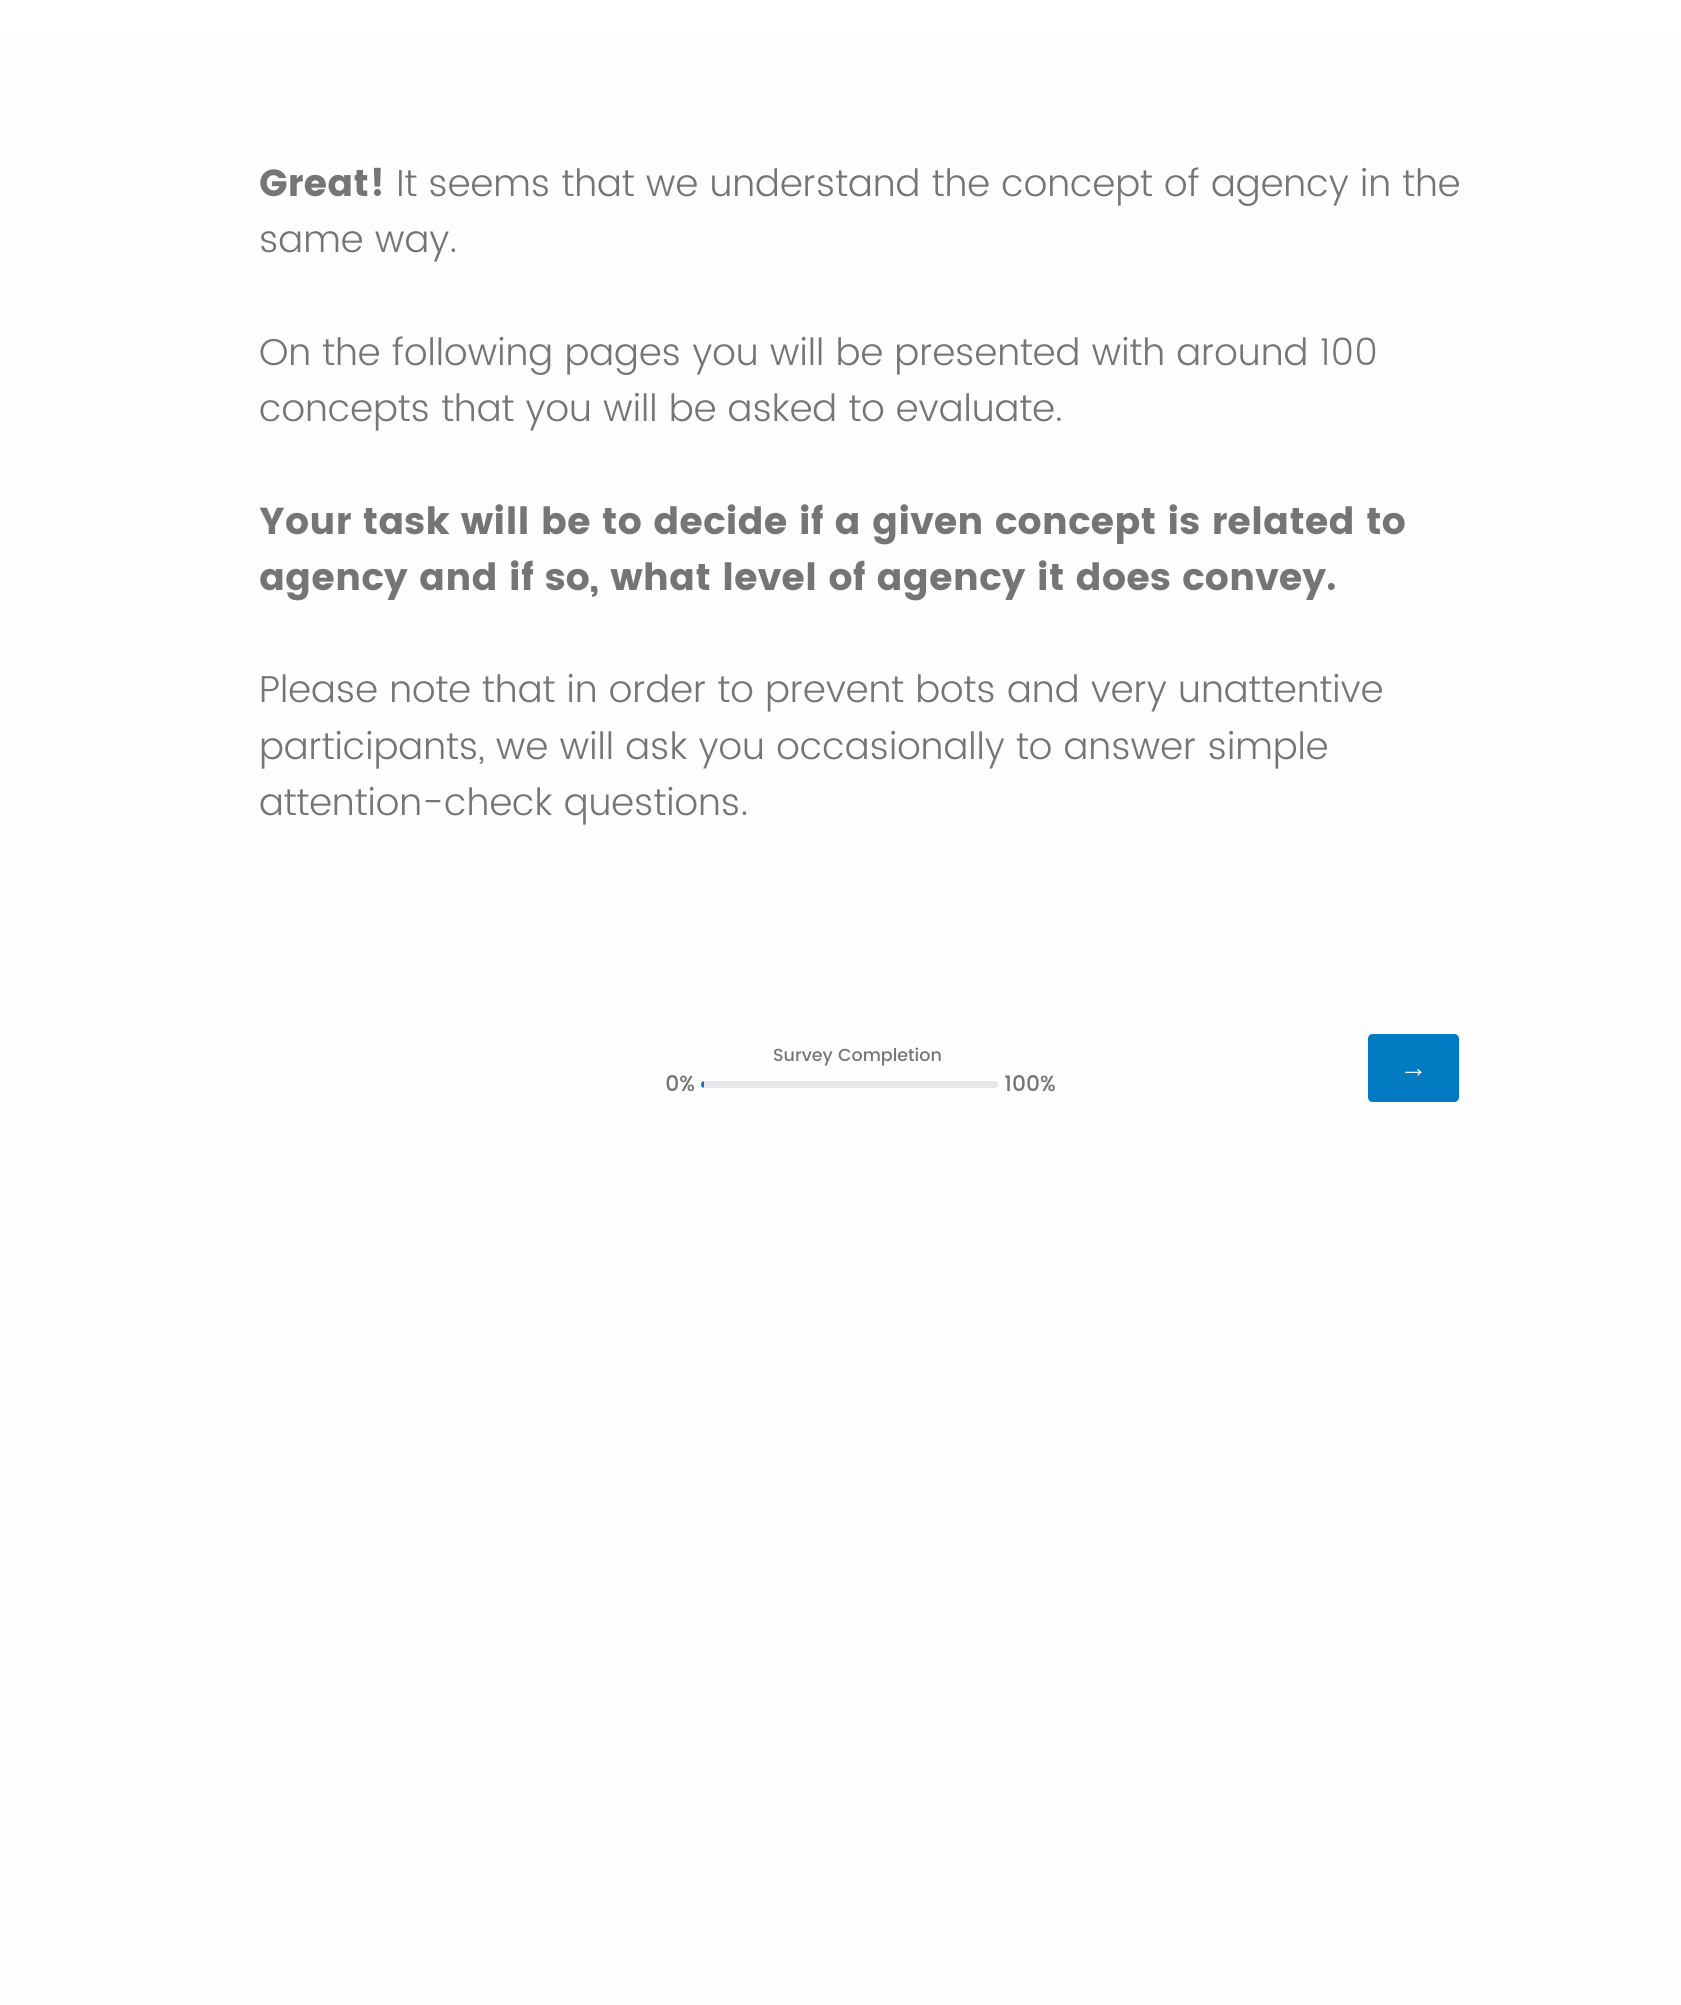 Great! It seems that we understand the concept of agency in the
same way.
On the following pages you will be presented with around 100
concepts that you will be asked to evaluate.
Your task will be to decide if a given concept is related to
agency and if so, what level of agency it does convey.
Please note that in order to prevent bots and very unattentive
participants, we will ask you occasionally to answer simple
attention-check questions.
Survey Completion
0% 100%
→